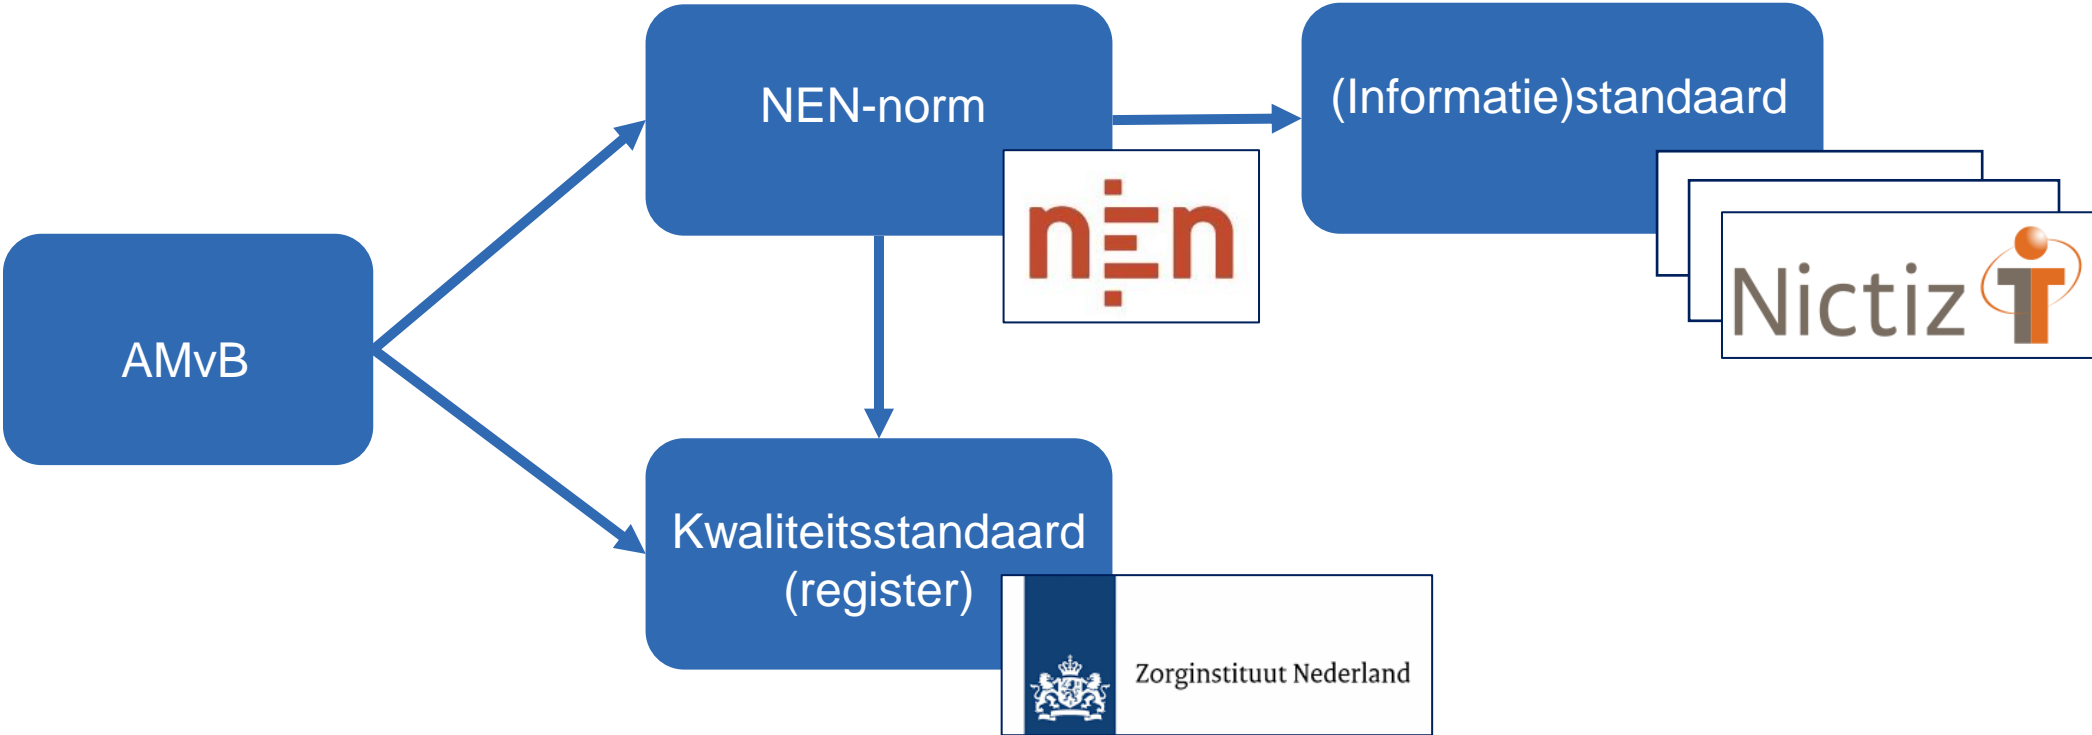 NEN-norm
nEn
(Informatie)standaard
Nictiz
AMvB
Kwaliteitsstandaard
(register)
Zorginstituut Nederland